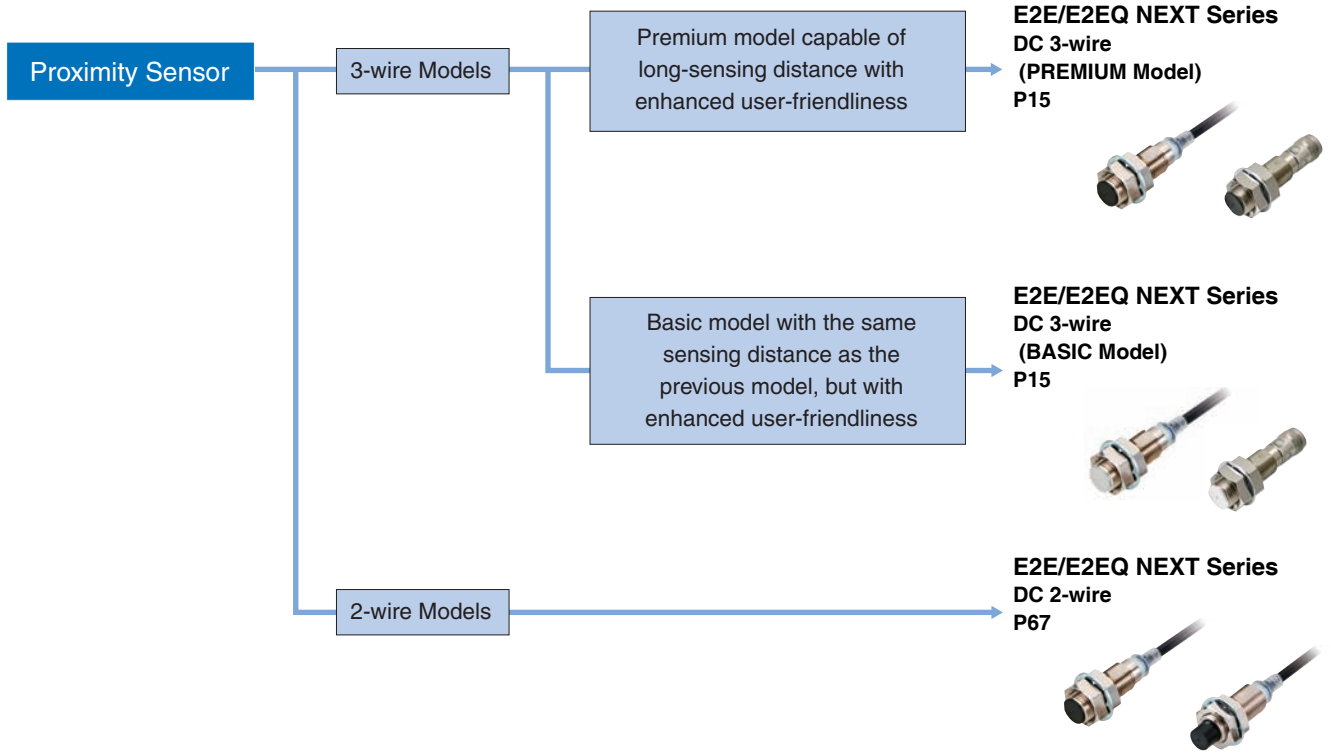 Proximity Sensor
3-wire Models
Premium model capable of
long-sensing distance with
enhanced user-friendliness
E2E/E2EQ NEXT Series
DC 3-wire
(PREMIUM Model)
P15
Basic model with the same
sensing distance as the
previous model, but with
enhanced user-friendliness
E2E/E2EQ NEXT Series
DC 3-wire
(BASIC Model)
P15
2-wire Models
E2E/E2EQ NEXT Series
DC 2-wire
P67